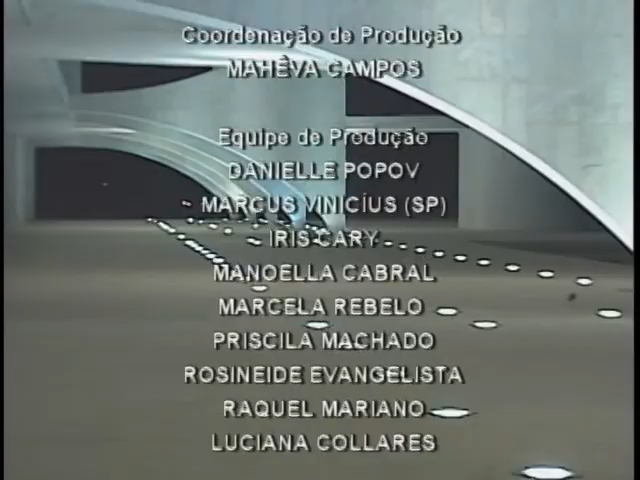 Coordenação de Produção
MAHÊVA CAMPOS
Equipe de Produção
DANIELLE POPOV
MARCUS VINICÍUS (SP)
IRIS CARY
MANOELLA CABRAL
MARCELA REBELO
PRISCILA MACHADO
ROSINEIDE EVANGELISTA
RAQUEL MARIANO
LUCIANA COLLARES